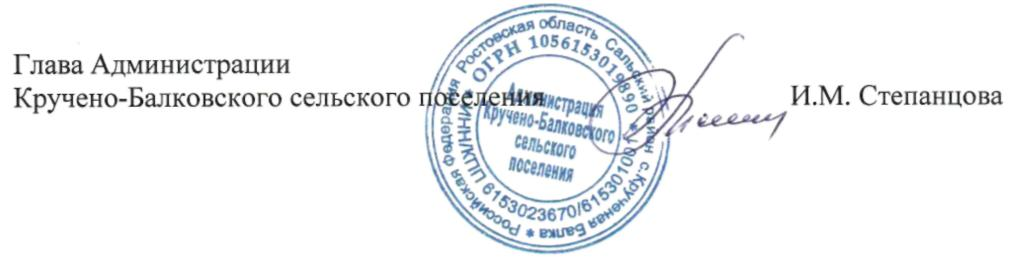 Глава Администрации
Кручено-Балковского сельского поселения
И.М. Степанцова
Российская Федерация Ростовская область Сальский район с.Крученая Балка *
* ОГРН 1056153019890 * ИНН/КПП 6153023670/615301001
Администрация
Кручено-Балковского
сельского
поселения